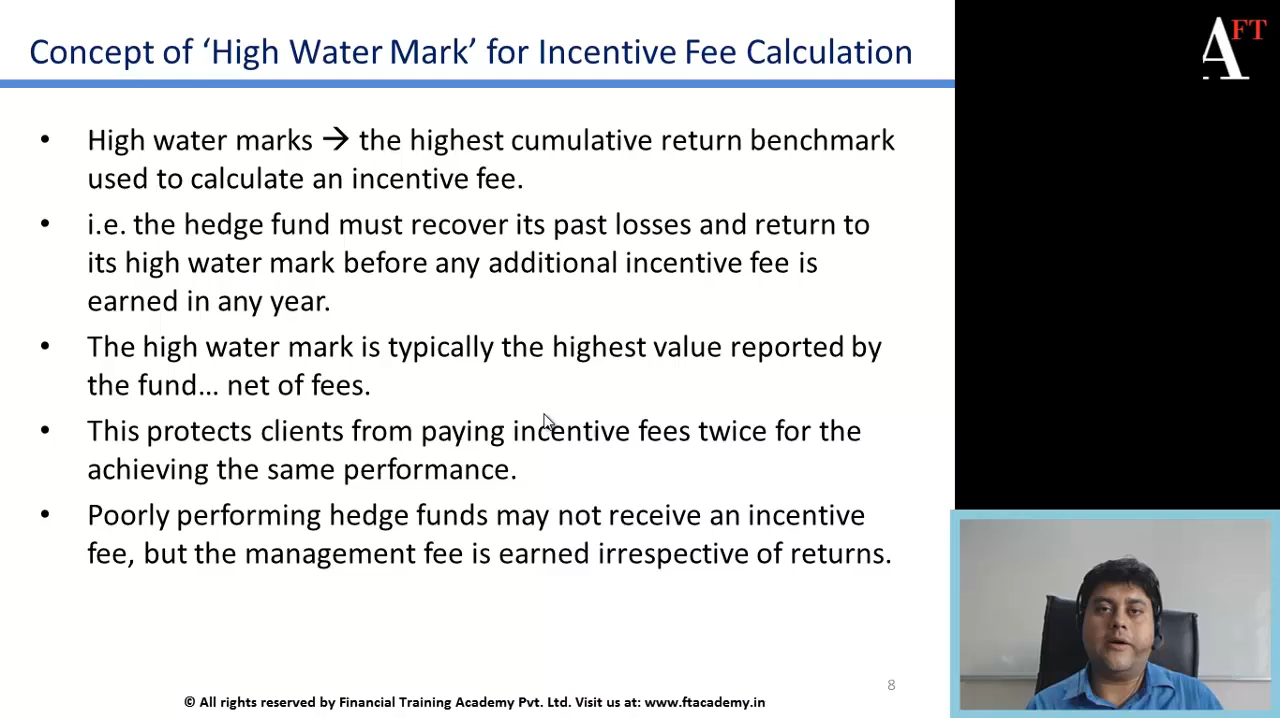 Concept of ‘High Water Mark’ for Incentive Fee Calculation
AFT
• High water marks → the highest cumulative return benchmark
used to calculate an incentive fee.
• i.e. the hedge fund must recover its past losses and return to
its high water mark before any additional incentive fee is
earned in any year.
• The high water mark is typically the highest value reported by
the fund... net of fees.
• This protects clients from paying incentive fees twice for the
achieving the same performance.
• Poorly performing hedge funds may not receive an incentive
fee, but the management fee is earned irrespective of returns.
8
© All rights reserved by Financial Training Academy Pvt. Ltd. Visit us at: www.ftacademy.in